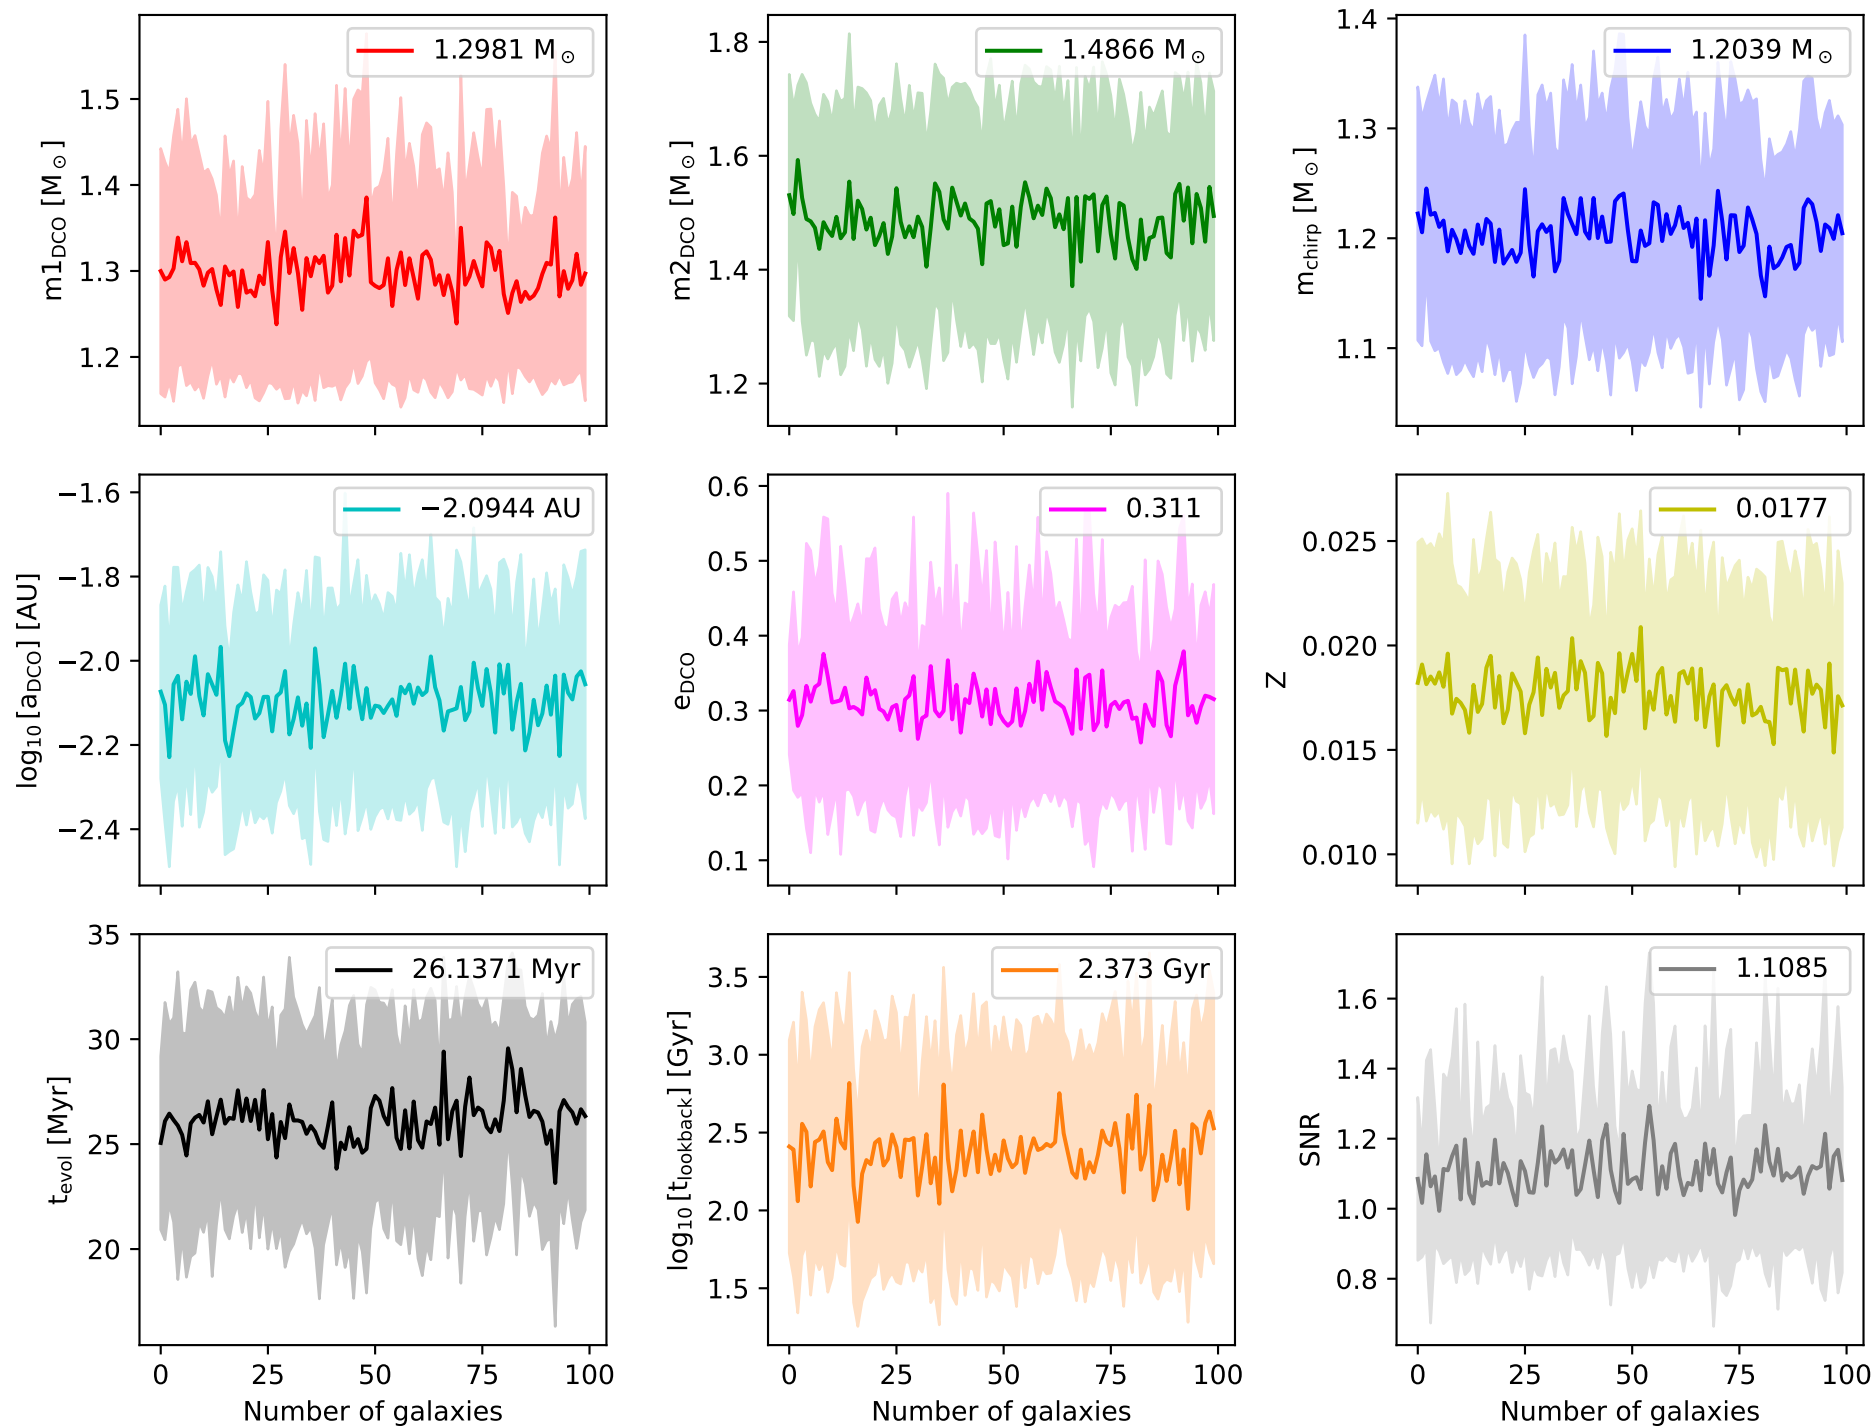 1.2981 M⊙
1.5
1.4
1.3
1.2
m1DCO [M⊙]
1.4866 M⊙
1.8
1.6
1.4
1.2
m2DCO [M⊙]
1.2039 M⊙
1.4
1.3
1.2
1.1
mchirp [M⊙]
−2.0944 AU
−1.6
−1.8
−2.0
−2.2
−2.4
log10 [aDCO] [AU]
0.311
0.6
0.5
0.4
0.3
0.2
0.1
eDCO
0.0177
0.025
0.020
0.015
0.010
Z
26.1371 Myr
35
30
25
20
tevol [Myr]
0 25 50 75 100
Number of galaxies
2.373 Gyr
3.5
3.0
2.5
2.0
1.5
log10 [tlookback] [Gyr]
0 25 50 75 100
Number of galaxies
1.1085
1.6
1.4
1.2
1.0
0.8
SNR
0 25 50 75 100
Number of galaxies